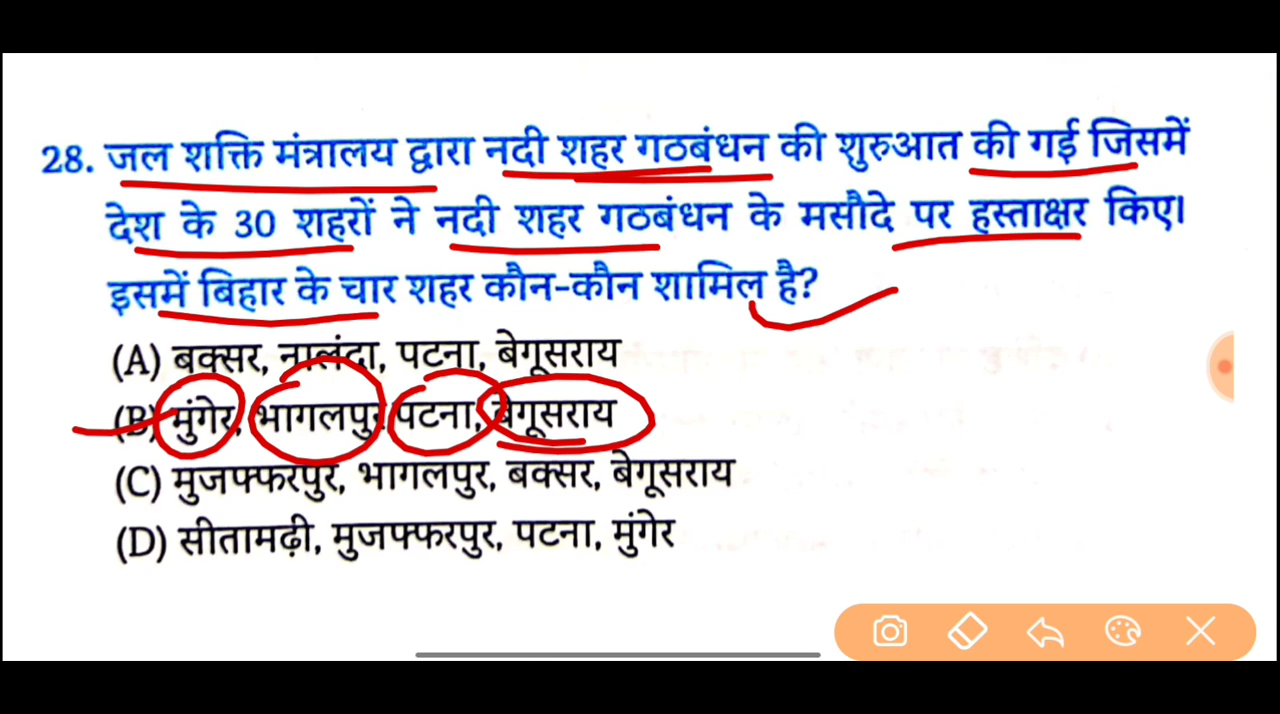 28. जल शक्ति मंत्रालय द्वारा नदी शहर गठबंधन की शुरुआत की गई जिसमें
देश के 30 शहरों ने नदी शहर गठबंधन के मसौदे पर हस्ताक्षर किए।
इसमें बिहार के चार शहर कौन-कौन शामिल है?
(A) बक्सर, नालंदा, पटना, बेगूसराय
(B) मुंगेर, भागलपुर, पटना, बेगूसराय
(C) मुजफ्फरपुर, भागलपुर, बक्सर, बेगूसराय
(D) सीतामढ़ी, मुजफ्फरपुर, पटना, मुंगेर